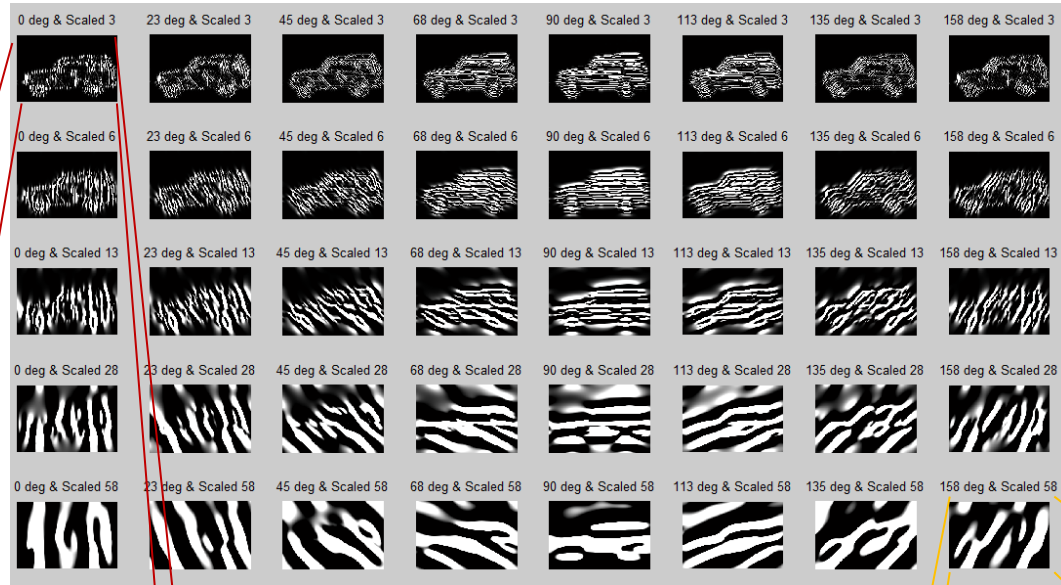 0 deg & Scaled 3 23 deg & Scaled 3 45 deg & Scaled 3 68 deg & Scaled 3 90 deg & Scaled 3 113 deg & Scaled 3 135 deg & Scaled 3 158 deg & Scaled 3
0 deg & Scaled 6 23 deg & Scaled 6 45 deg & Scaled 6 68 deg & Scaled 6 90 deg & Scaled 6 113 deg & Scaled 6 135 deg & Scaled 6 158 deg & Scaled 6
0 deg & Scaled 13 23 deg & Scaled 13 45 deg & Scaled 13 68 deg & Scaled 13 90 deg & Scaled 13 113 deg & Scaled 13 135 deg & Scaled 13 158 deg & Scaled 13
0 deg & Scaled 28 23 deg & Scaled 28 45 deg & Scaled 28 68 deg & Scaled 28 90 deg & Scaled 28 113 deg & Scaled 28 135 deg & Scaled 28 158 deg & Scaled 28
0 deg & Scaled 58 23 deg & Scaled 58 45 deg & Scaled 58 68 deg & Scaled 58 90 deg & Scaled 58 113 deg & Scaled 58 135 deg & Scaled 58 158 deg & Scaled 58